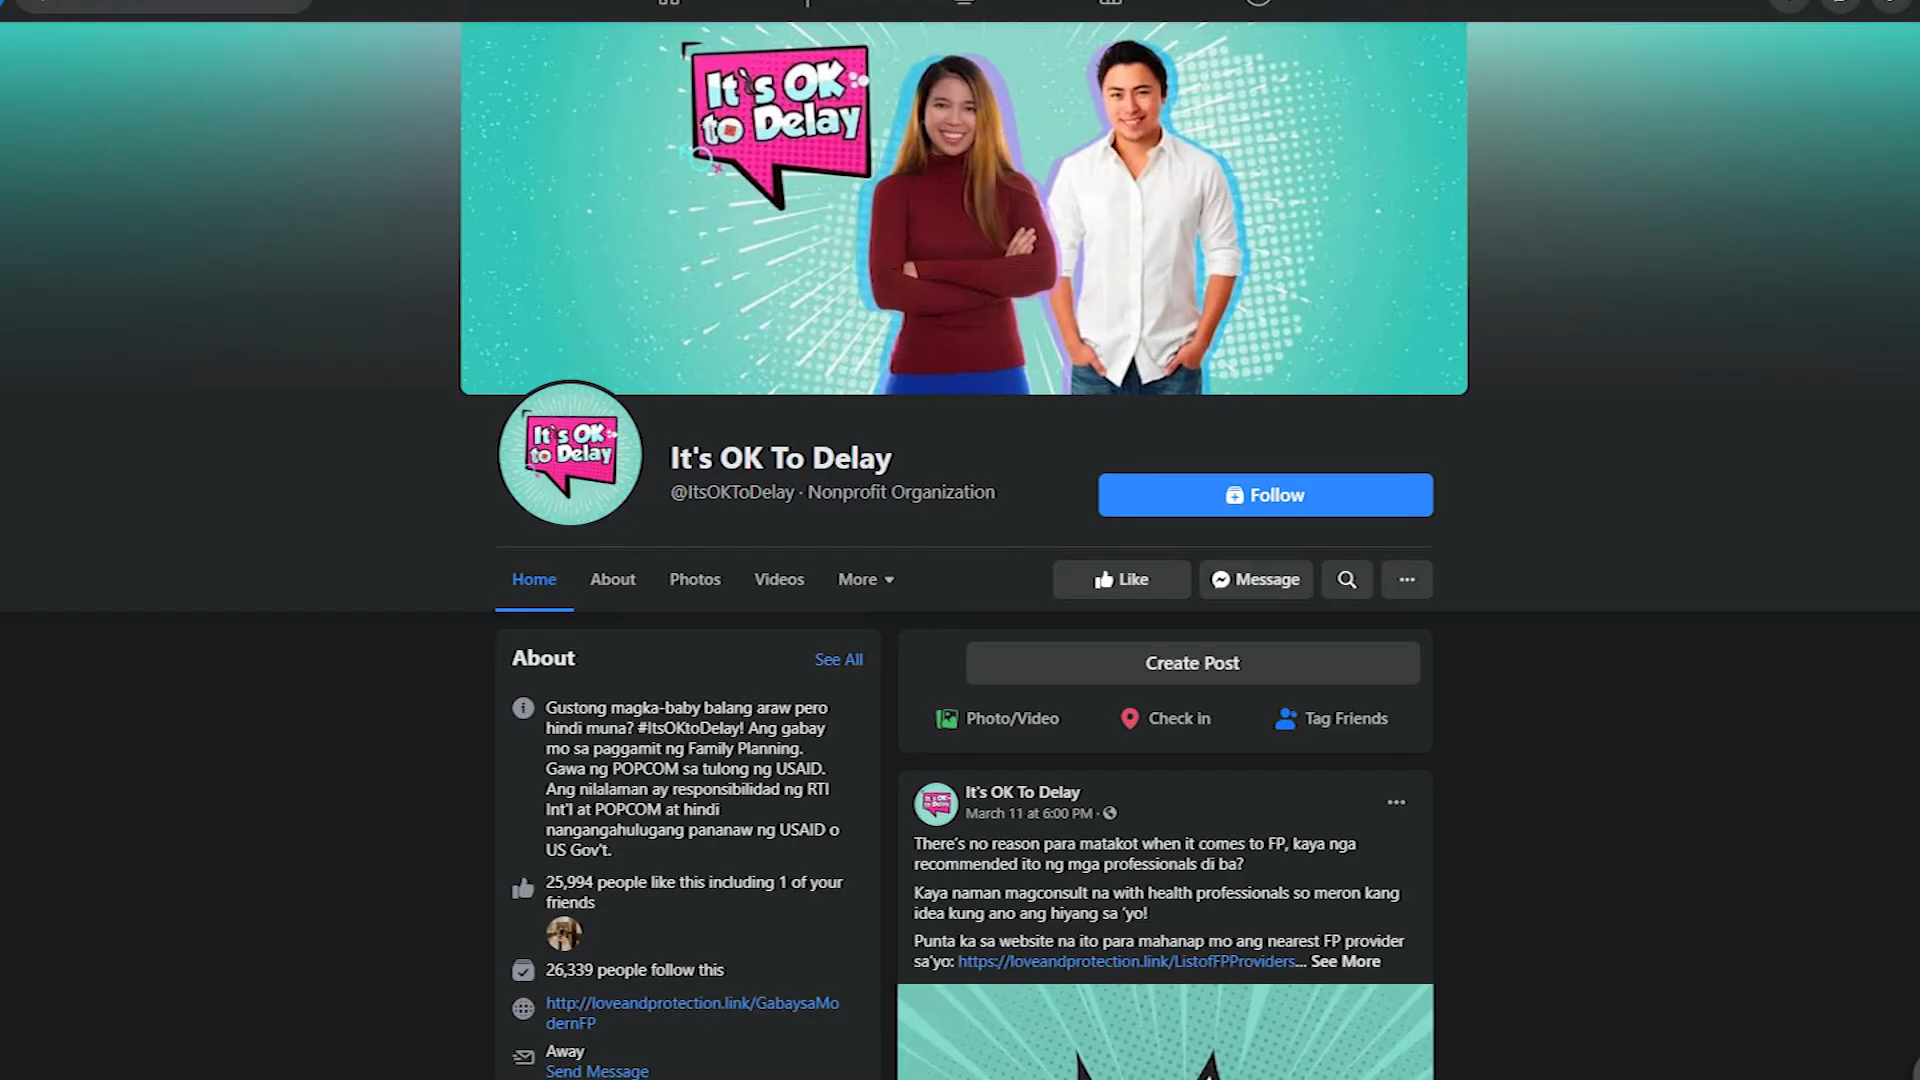 It's OK
to Delay
It's OK
to Delay
It's OK To Delay
@ItsOKToDelay · Nonprofit Organization
Follow
Home
About
Photos
Videos
More
Like
Message
About
See All
Gustong magka-baby balang araw pero
hindi muna? #ItsOKtoDelay! Ang gabay
mo sa paggamit ng Family Planning.
Gawa ng POPCOM sa tulong ng USAID.
Ang nilalaman ay responsibilidad ng RTI
Int'l at POPCOM at hindi
nangangahulugang pananaw ng USAID o
US Gov't.
25,994 people like this including 1 of your
friends
26,339 people follow this
http://loveandprotection.link/GabaysaMo
dernFP
Away
Send Message
Create Post
Photo/Video
Check in
Tag Friends
It's OK
to Delay
It's OK To Delay
March 11 at 6:00 PM ·
There's no reason para matakot when it comes to FP, kaya nga
recommended ito ng mga professionals di ba?
Kaya naman magconsult na with health professionals so meron kang
idea kung ano ang hiyang sa 'yo!
Punta ka sa website na ito para mahanap mo ang nearest FP provider
sa'yo: https://loveandprotection.link/ListofFPProviders... See More